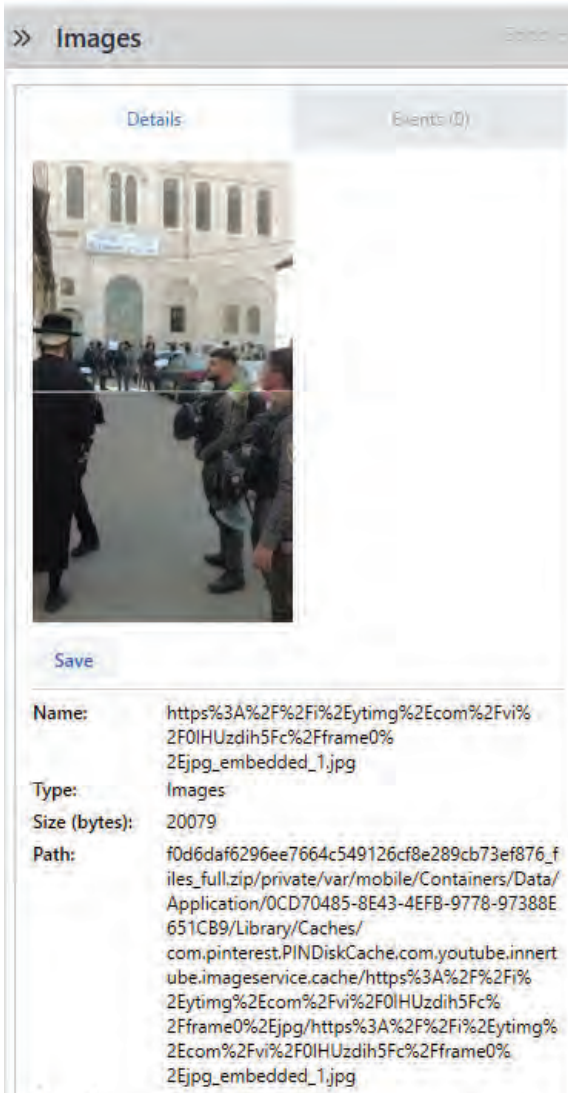 » Images
Details
Events (0)
Save
Name: https%3A%2F%2Fi%2Eytimg%2Ecom%2Fvi%
2F0IHUzdih5Fc%2Fframe0%
2Ejpg_embedded_1.jpg
Type: Images
Size (bytes): 20079
Path: f0d6daf6296ee7664c549126cf8e289cb73ef876_f
iles_full.zip/private/var/mobile/Containers/Data/
Application/0CD70485-8E43-4EFB-9778-97388E
651CB9/Library/Caches/
com.pinterest.PINDiskCache.com.youtube.innert
ube.imageservice.cache/https%3A%2F%2Fi%
2Eytimg%2Ecom%2Fvi%2F0IHUzdih5Fc%
2Fframe0%2Ejpg/https%3A%2F%2Fi%2Eytimg%
2Ecom%2Fvi%2F0IHUzdih5Fc%2Fframe0%
2Ejpg_embedded_1.jpg